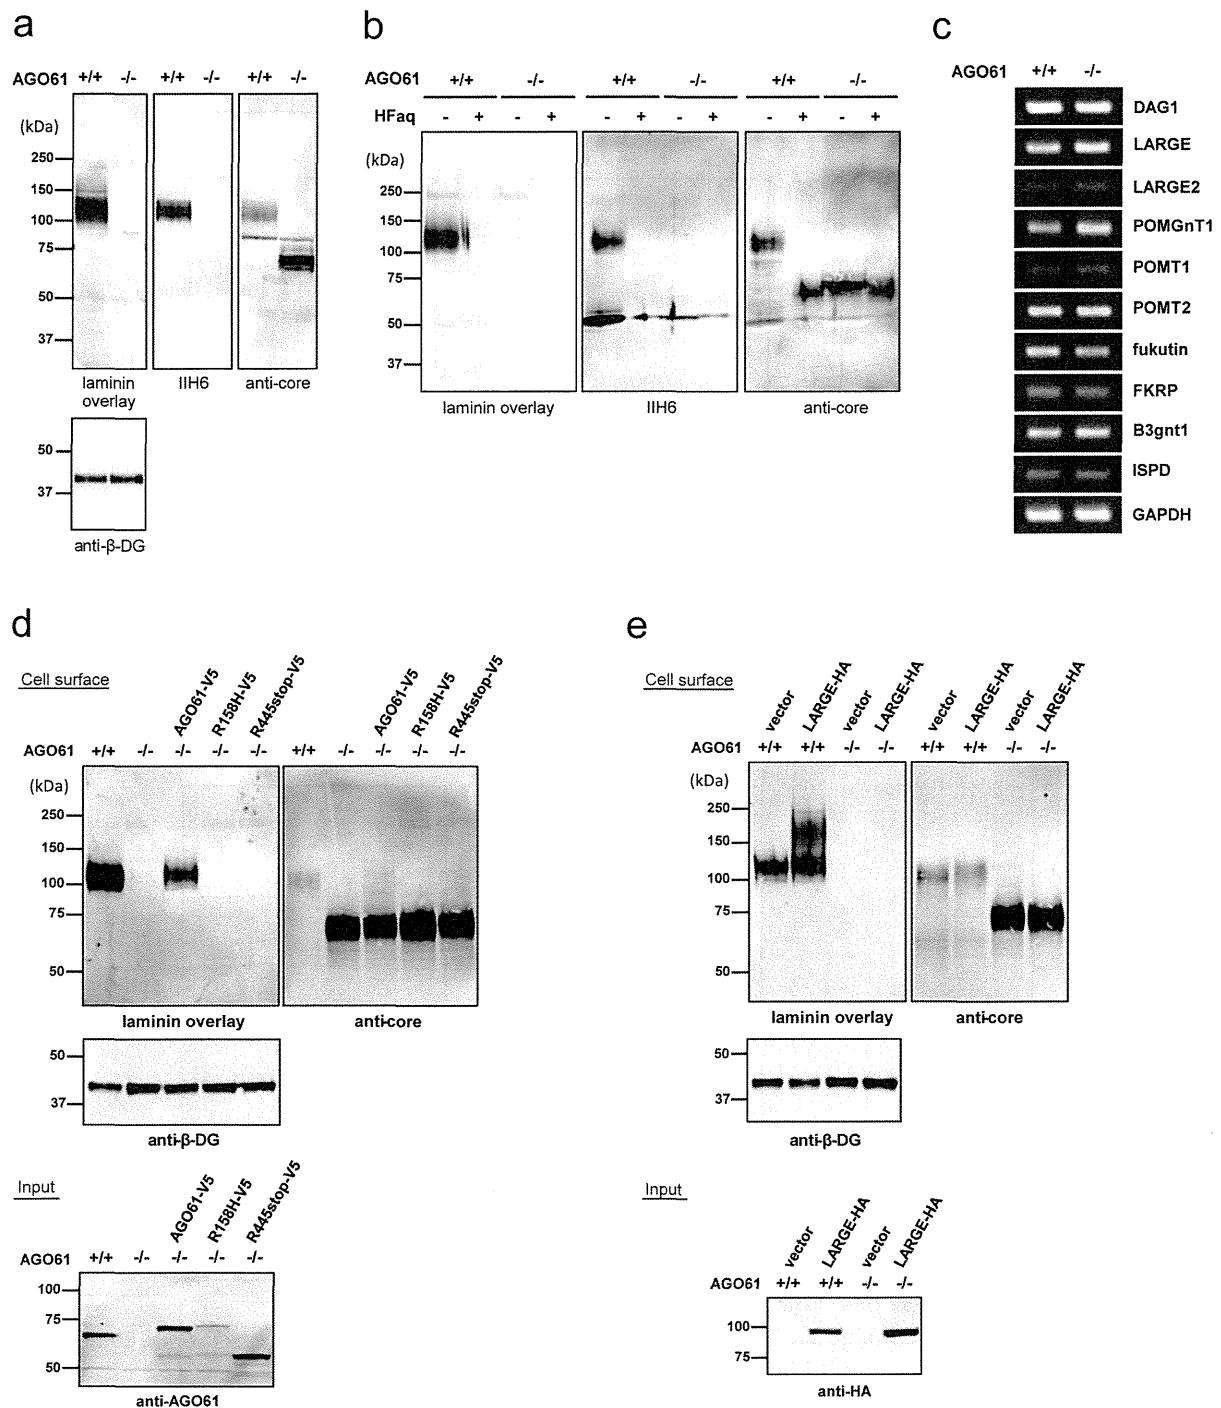 a
AGO61 +/+ -/- +/+ -/- +/+ -/-
(kDa)
250
150
100
75
50
37
laminin overlay
IIH6
anti-core
50
37
anti-β-DG
b
AGO61 +/+ -/- +/+ -/- +/+ -/-
HFaq - + - + - + - + - + - +
(kDa)
250
150
100
75
50
37
laminin overlay
IIH6
anti-core
c
AGO61 +/+ -/-
DAG1
LARGE
LARGE2
POMGnT1
POMT1
POMT2
fukutin
FKRP
B3gnt1
ISPD
GAPDH
d
Cell surface
AGO61-V5
R158H-V5
R445stop-V5
AGO61-V5
R158H-V5
R445stop-V5
AGO61 +/+ -/- -/- -/- -/- +/+ -/- -/- -/- -/-
(kDa)
250
150
100
75
50
laminin overlay
anti-core
50
37
anti-β-DG
Input
AGO61-V5
R158H-V5
R445stop-V5
AGO61 +/+ -/- -/- -/- -/-
100
75
50
anti-AGO61
e
Cell surface
vector
LARGE-HA
vector
LARGE-HA
vector
LARGE-HA
vector
LARGE-HA
AGO61 +/+ +/+ -/- -/- +/+ +/+ -/- -/-
(kDa)
250
150
100
75
50
laminin overlay
anti-core
50
37
anti-β-DG
Input
vector
LARGE-HA
vector
LARGE-HA
AGO61 +/+ +/+ -/- -/-
100
75
anti-HA